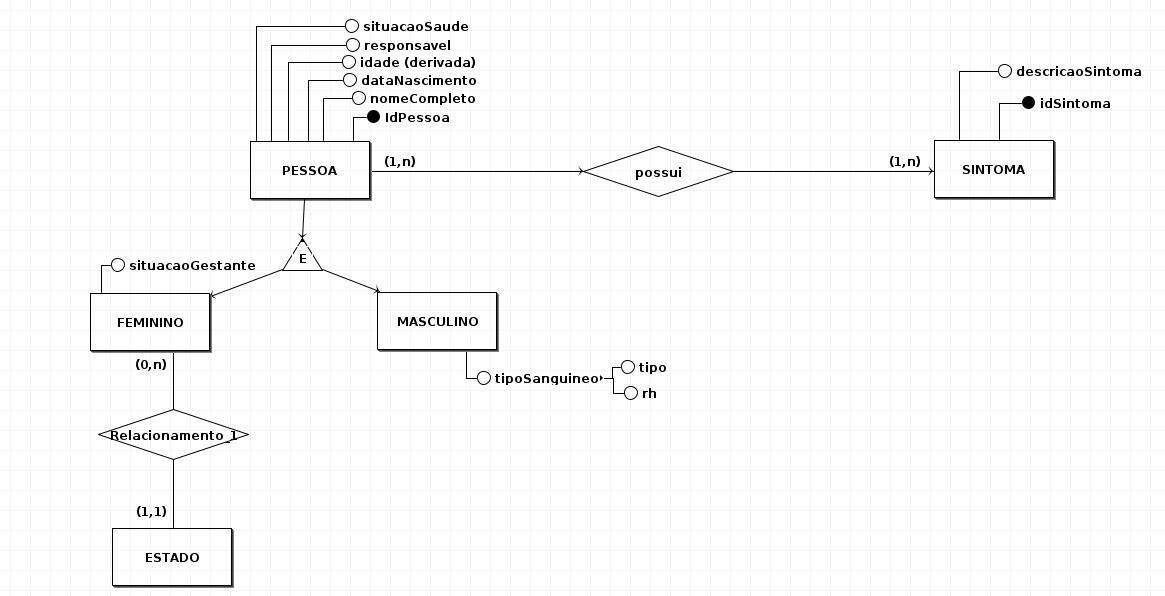 situacaoSaude
responsavel
idade (derivada)
dataNascimento
nomeCompleto
IdPessoa
descricaoSintoma
idSintoma
PESSOA
(1,n)
possui
(1,n)
SINTOMA
E
situacaoGestante
FEMININO
MASCULINO
(0,n)
tipoSanguineo
tipo
rh
Relacionamento_1
(1,1)
ESTADO